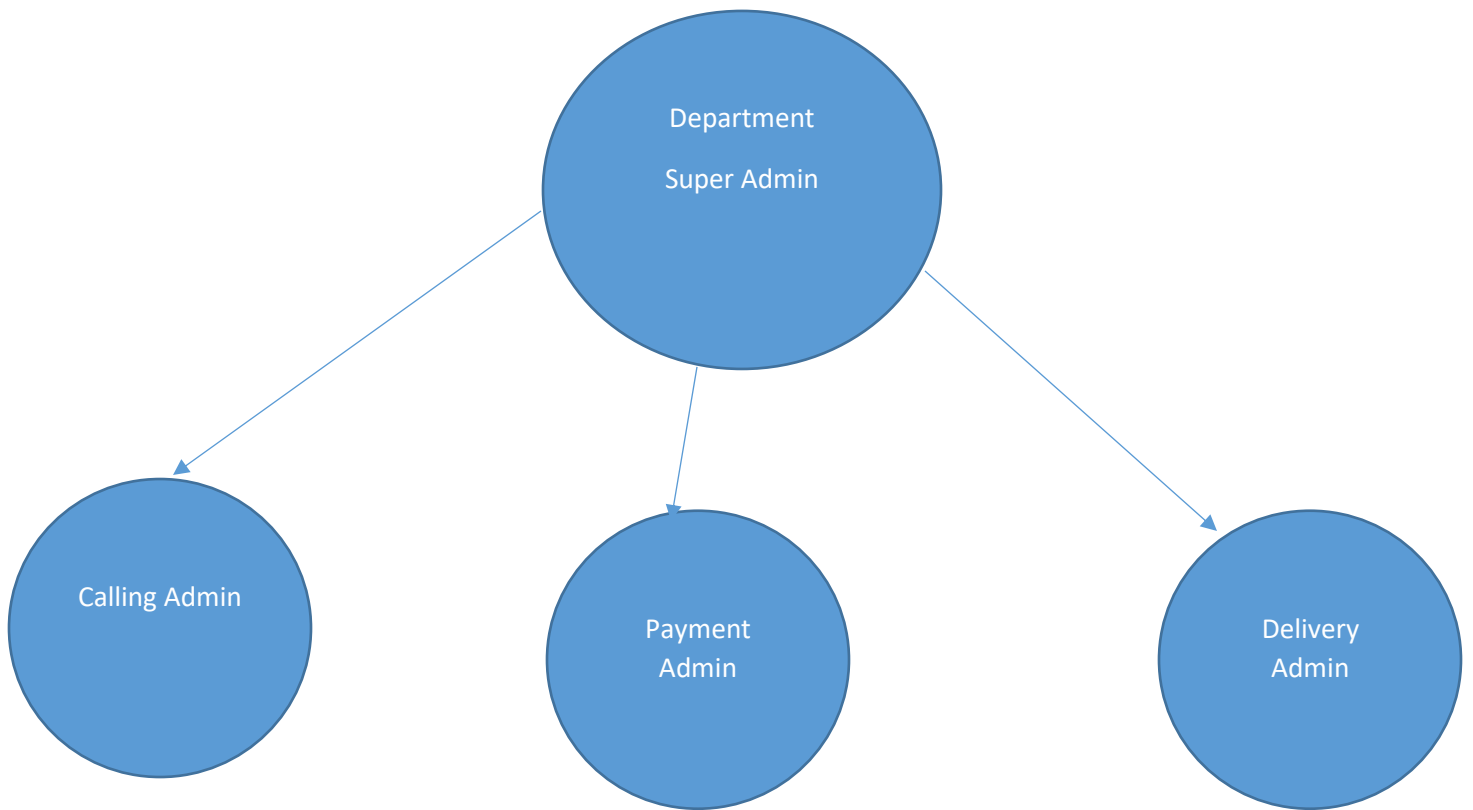 Department
Super Admin
Calling Admin
Payment
Admin
Delivery
Admin